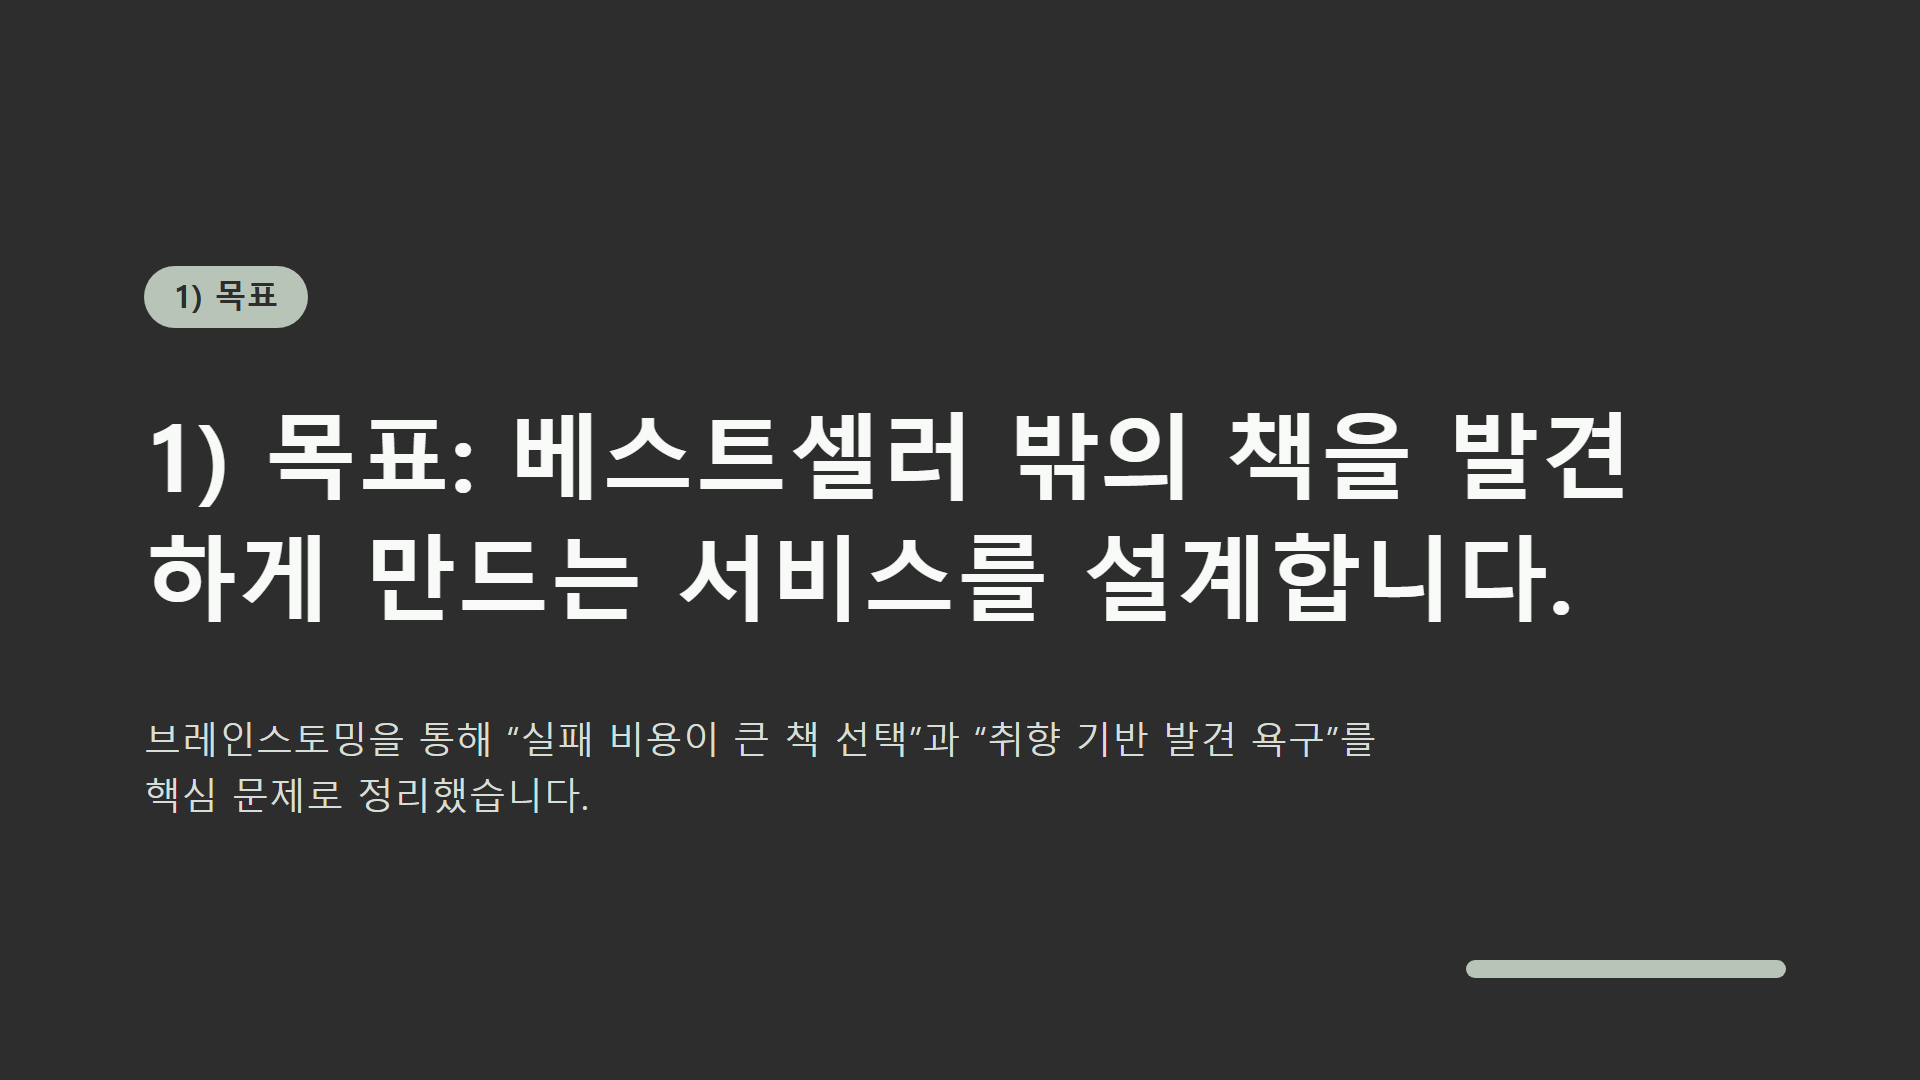 1) 목표
1) 목표: 베스트셀러 밖의 책을 발견
하게 만드는 서비스를 설계합니다.
브레인스토밍을 통해 “실패 비용이 큰 책 선택”과 “취향 기반 발견 욕구”를
핵심 문제로 정리했습니다.